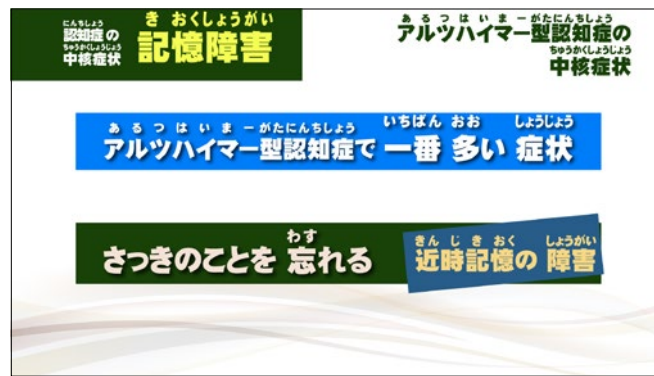 にんちしょう
認知症の
ちゅうかくしょうじょう
中核症状
きおくしょうがい
記憶障害
あるつはいまーがたにんちしょう
アルツハイマー型認知症の
ちゅうかくしょうじょう
中核症状
あるつはいまーがたにんちしょう いちばん おお しょうじょう
アルツハイマー型認知症で 一番 多い 症状
わす
さっきのことを 忘れる
きんじきおく しょうがい
近時記憶の 障害